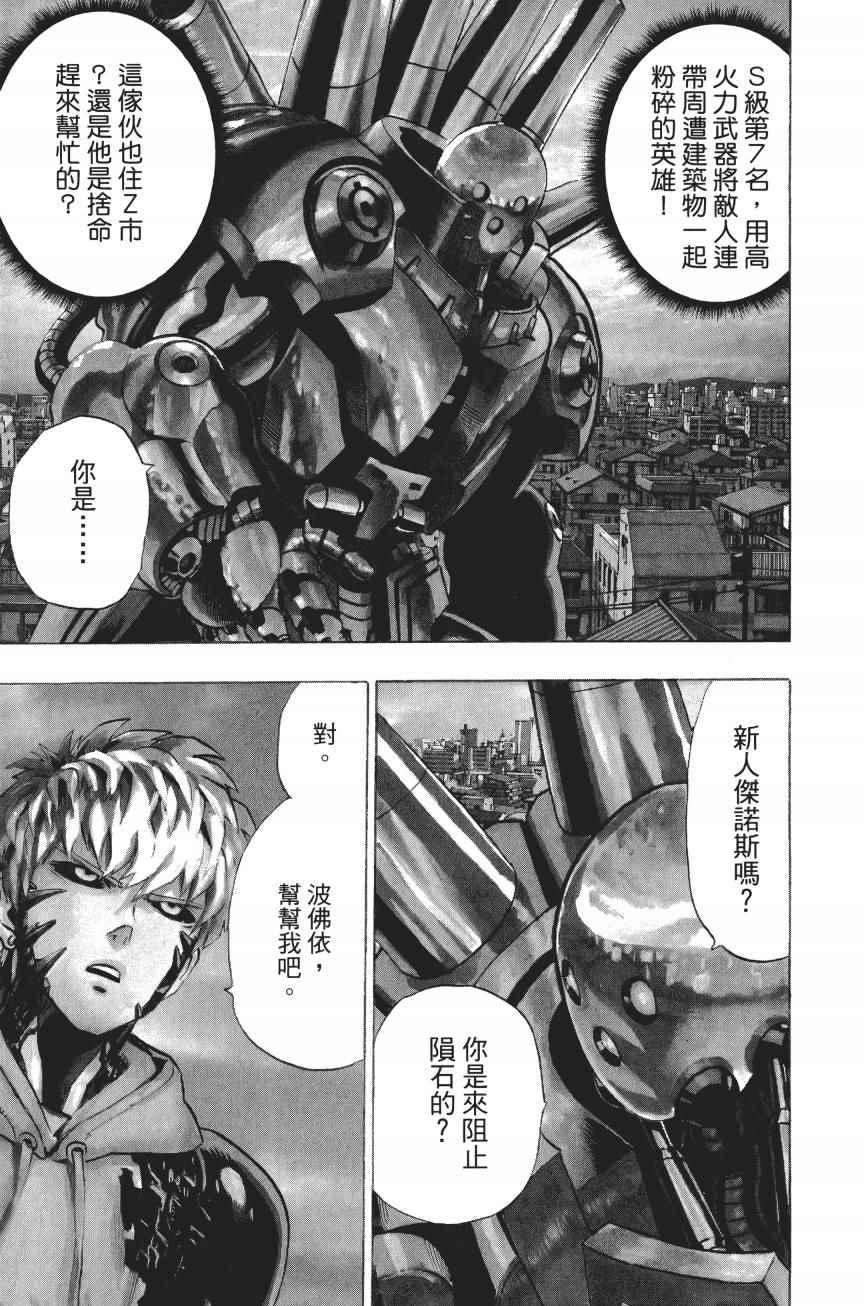 S級第7名，用高
火力武器將敵人連
帶周遭建築物一起
粉碎的英雄！
這傢伙也住Z市
？還是他是捨命
趕來幫忙的？
你是……
新人傑諾斯嗎？
你是來阻止
隕石的？
對。
波佛依，
幫幫我吧。